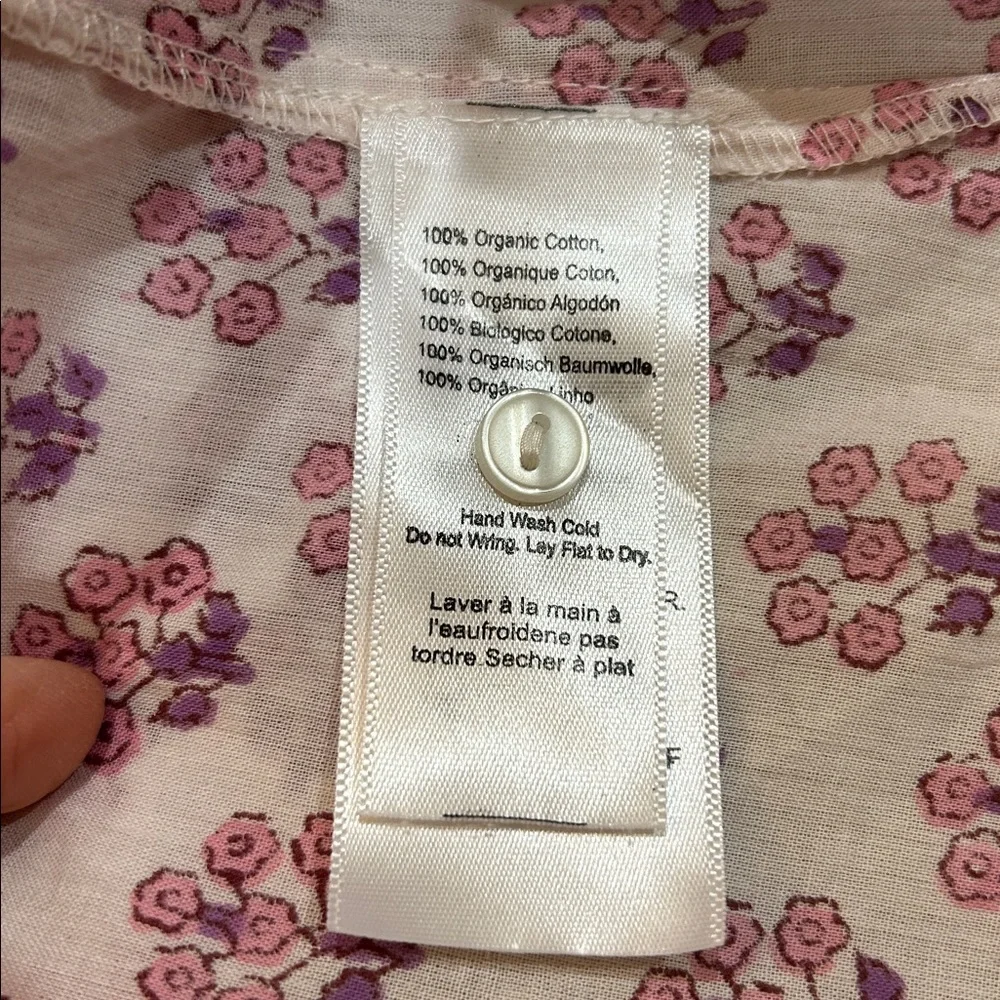 100% Organic Cotton,
100% Organique Coton,
100% Orgánico Algodón
100% Biologico Cotone,
100% Organisch Baumwolle,
100%
Hand Wash Cold
Do not Wring. Lay Flat to Dry.
Laver à la main à
l'eaufroidene pas
tordre.Secher à plat
R.
F